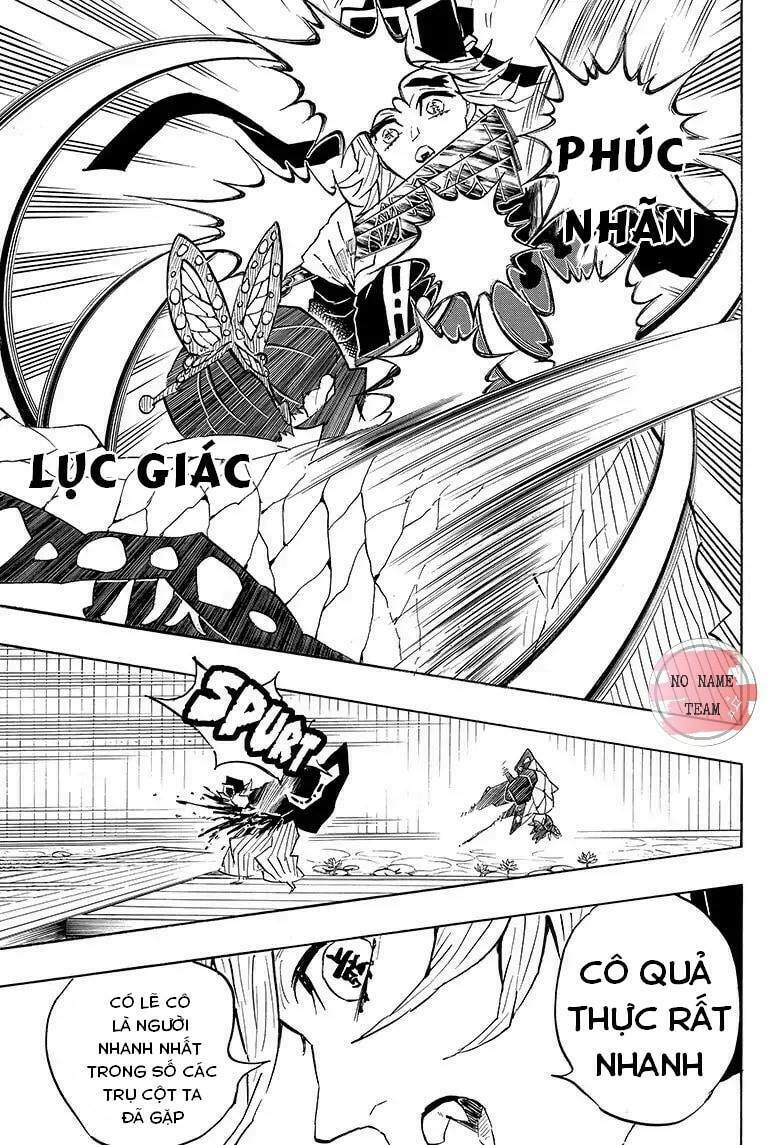 PHÚC
NHÃN
LỤC GIÁC
NO NAME
TEAM
SPURT
CÔ QUẢ
THỰC RẤT
NHANH
CÓ LẼ CÔ
LÀ NGƯỜI
NHANH NHẤT
TRONG SỐ CÁC
TRỤ CỘT TA
ĐÃ GẶP